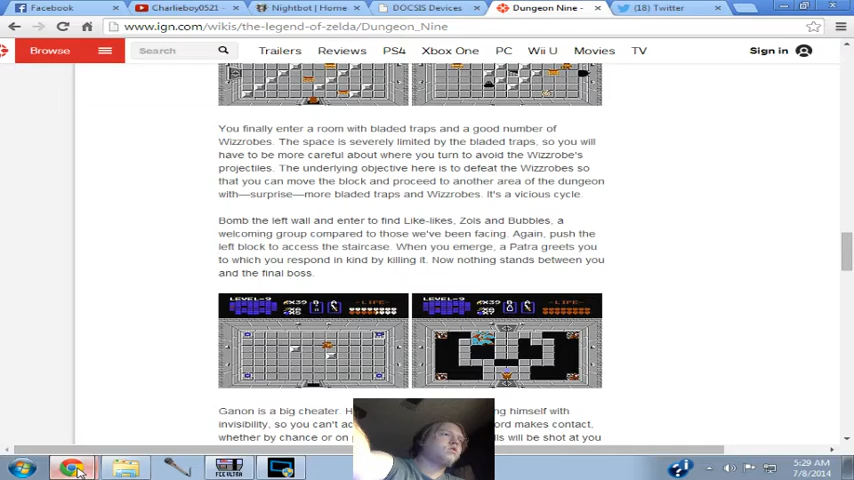 Facebook
Charlieboy0521 -
Nightbot | Home
DOCSIS Devices
Dungeon Nine -
(18) Twitter
www.ign.com/wikis/the-legend-of-zelda/Dungeon_Nine
Browse
Search
Trailers Reviews PS4 Xbox One PC Wii U Movies TV
Sign in
You finally enter a room with bladed traps and a good number of
Wizzrobes. The space is severely limited by the bladed traps, so you will
have to be more careful about where you turn to avoid the Wizzrobe's
projectiles. The underlying objective here is to defeat the Wizzrobes so
that you can move the block and proceed to another area of the dungeon
with—surprise—more bladed traps and Wizzrobes. It's a vicious cycle.
Bomb the left wall and enter to find Like-likes, Zols and Bubbles, a
welcoming group compared to those we've been facing. Again, push the
left block to access the staircase. When you emerge, a Patra greets you
to which you respond in kind by killing it. Now nothing stands between you
and the final boss.
LEVEL-9 -LIFE-
X39
LEVEL-9 -LIFE-
X39
Ganon is a big cheater. H ng himself with
invisibility, so you can't ac ord makes contact,
whether by chance or on p lls will be shot at you
FCE ULTRA
5:29 AM
7/8/2014